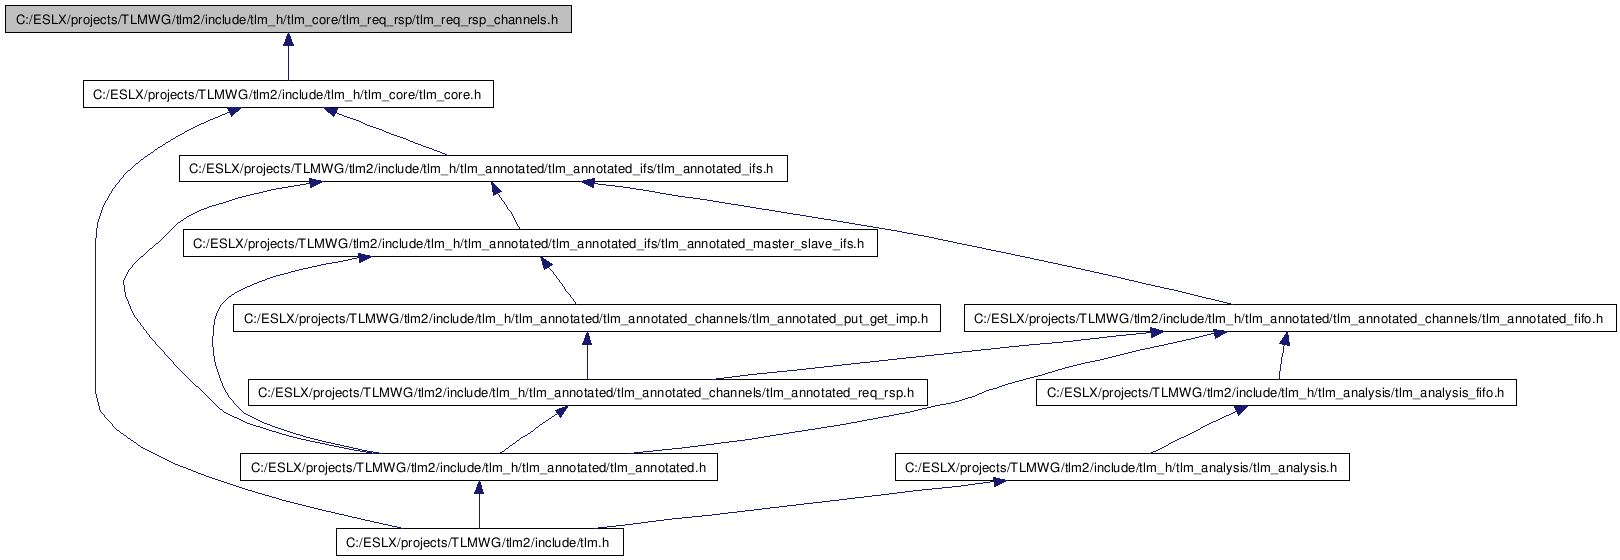 C:/ESLX/projects/TLMWG/tlm2/include/tlm_h/tlm_core/tlm_req_rsp/tlm_req_rsp_channels.h
C:/ESLX/projects/TLMWG/tlm2/include/tlm_h/tlm_core/tlm_core.h
C:/ESLX/projects/TLMWG/tlm2/include/tlm_h/tlm_annotated/tlm_annotated_ifs/tlm_annotated_ifs.h
C:/ESLX/projects/TLMWG/tlm2/include/tlm_h/tlm_annotated/tlm_annotated_ifs/tlm_annotated_master_slave_ifs.h
C:/ESLX/projects/TLMWG/tlm2/include/tlm_h/tlm_annotated/tlm_annotated_channels/tlm_annotated_put_get_imp.h
C:/ESLX/projects/TLMWG/tlm2/include/tlm_h/tlm_annotated/tlm_annotated_channels/tlm_annotated_fifo.h
C:/ESLX/projects/TLMWG/tlm2/include/tlm_h/tlm_annotated/tlm_annotated_channels/tlm_annotated_req_rsp.h
C:/ESLX/projects/TLMWG/tlm2/include/tlm_h/tlm_analysis/tlm_analysis_fifo.h
C:/ESLX/projects/TLMWG/tlm2/include/tlm_h/tlm_annotated/tlm_annotated.h
C:/ESLX/projects/TLMWG/tlm2/include/tlm_h/tlm_analysis/tlm_analysis.h
C:/ESLX/projects/TLMWG/tlm2/include/tlm.h